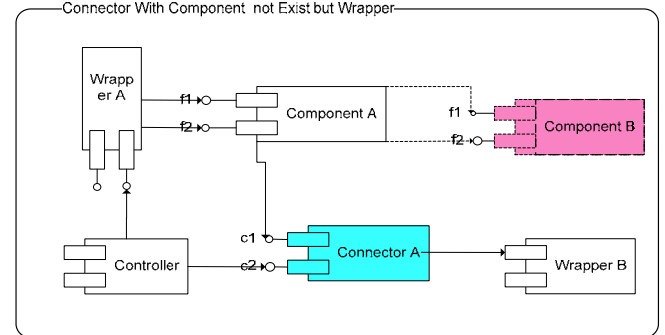 Connector With Component not Exist but Wrapper
Wrapp
er A
f1
f2
Component A
f1
f2
Component B
c1
c2
Controller
Connector A
Wrapper B